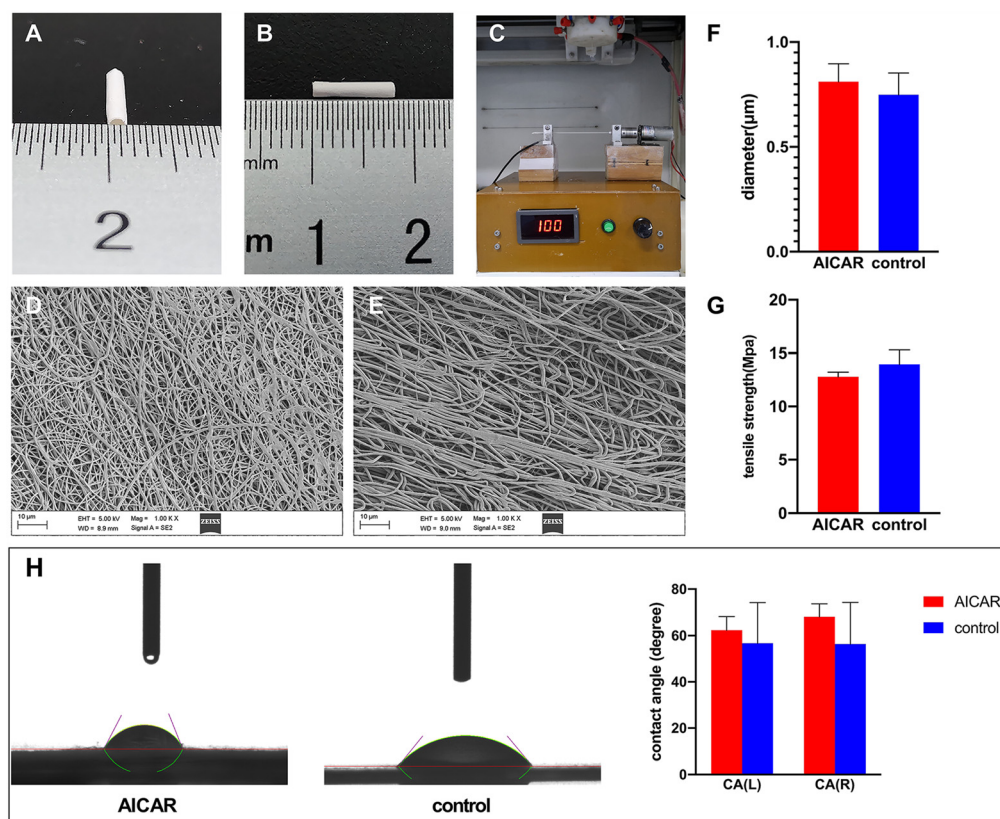 A
2
B
mm
m 1 2
C
100
D
10 µm
EHT = 5.00 kV Mag = 1.00 K X
WD = 8.9 mm Signal A = SE2
ZEISS
E
10 µm
EHT = 5.00 kV Mag = 1.00 K X
WD = 9.0 mm Signal A = SE2
ZEISS
F
diameter(µm)
1.0
0.5
0.0
AICAR control
G
tensile strength(Mpa)
20
15
10
5
0
AICAR control
H
AICAR
control
contact angle (degree)
80
60
40
20
0
CA(L) CA(R)
AICAR
control